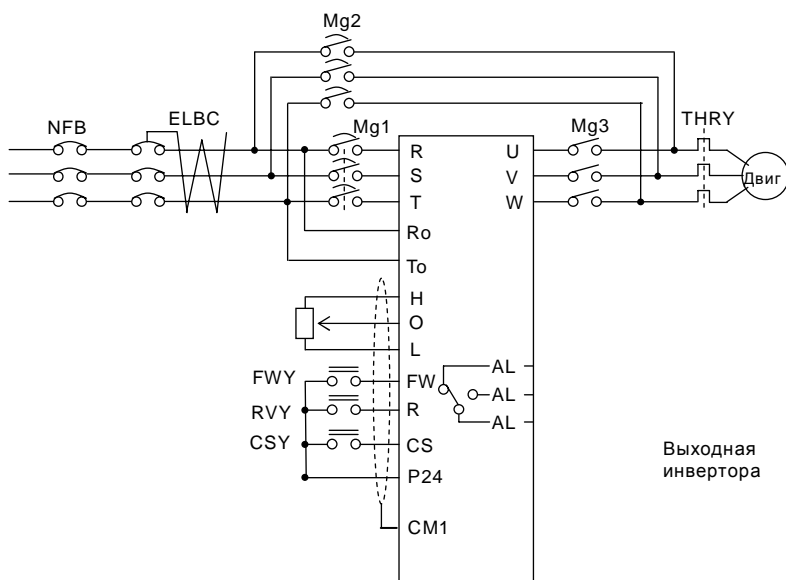 Mg2
NFB
ELBC
Mg1
Mg3
THRY
R
U
S
V
T
W
Двиг
Ro
To
H
O
L
FWY
FW
AL
RVY
R
AL
CSY
CS
AL
P24
CM1
Выходная
инвертора